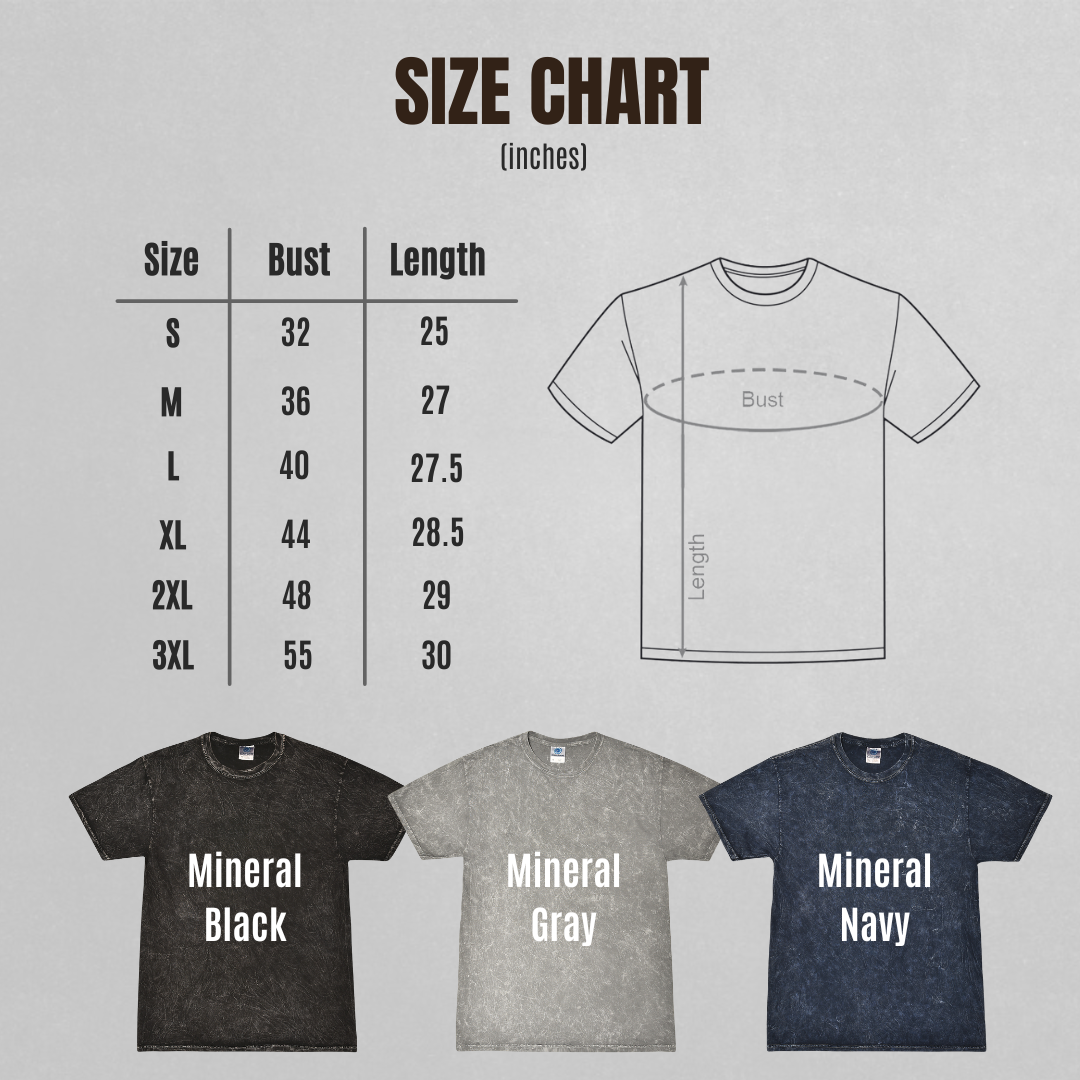 SIZE CHART
(inches)
Size Bust Length
S 32 25
M 36 27
L 40 27.5
XL 44 28.5
2XL 48 29
3XL 55 30
Bust
Length
Mineral
Black
Mineral
Gray
Mineral
Navy